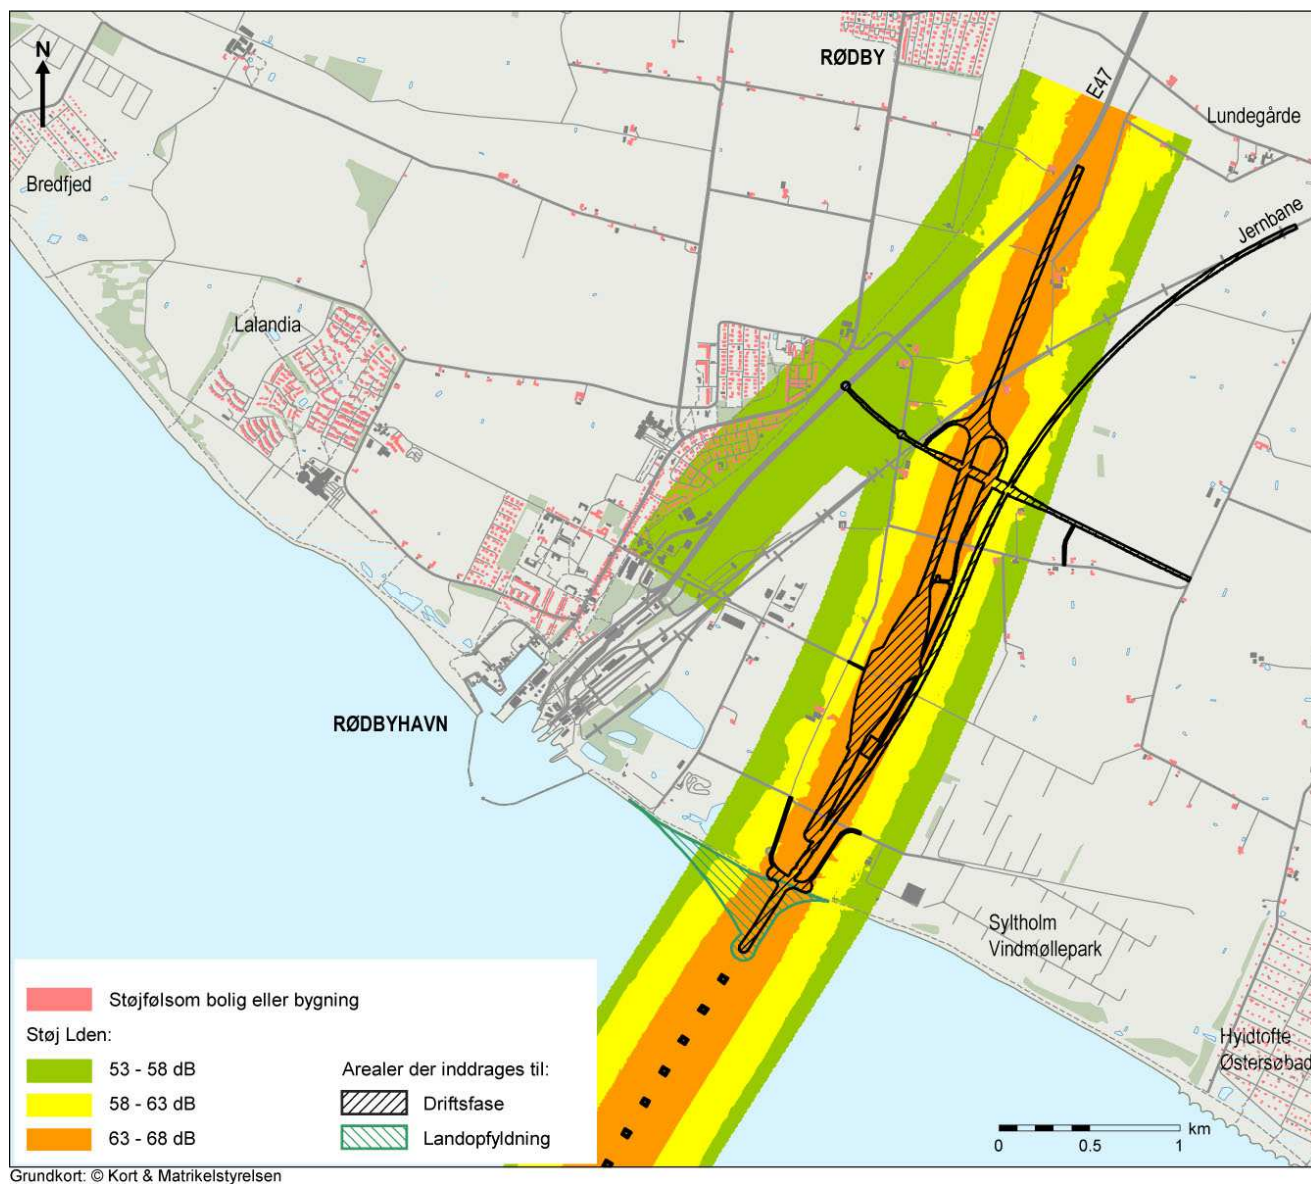 N
RØDBY
E47
Lundegårde
Bredfjed
Jernbane
Lalandia
RØDBYHAVN
Syltholm
Vindmøllepark
Hyldtofte
Østersøbad
Støjfølsom bolig eller bygning
Støj Lden:
53 - 58 dB
58 - 63 dB
63 - 68 dB
Arealer der inddrages til:
Driftsfase
Landopfyldning
km
0 0.5 1
Grundkort: © Kort & Matrikelstyrelsen